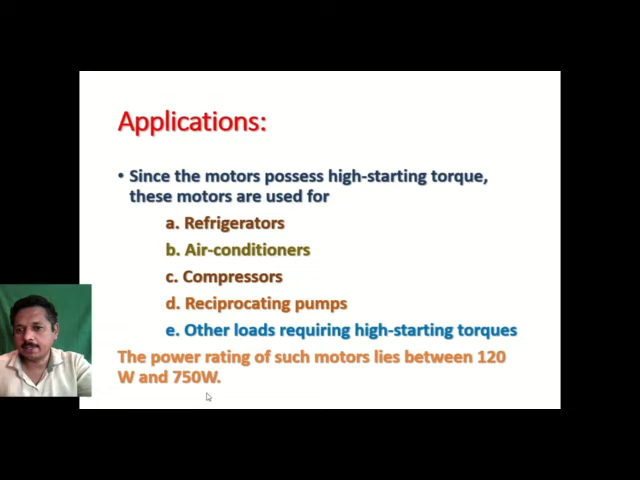 Applications:
• Since the motors possess high-starting torque,
these motors are used for
a. Refrigerators
b. Air-conditioners
c. Compressors
d. Reciprocating pumps
e. Other loads requiring high-starting torques
The power rating of such motors lies between 120
W and 750W.